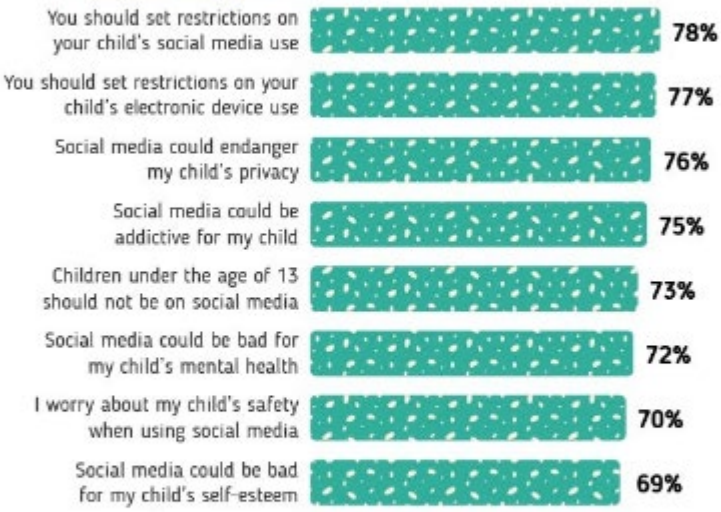 You should set restrictions on
your child's social media use
78%
You should set restrictions on your
child's electronic device use
77%
Social media could endanger
my child's privacy
76%
Social media could be
addictive for my child
75%
Children under the age of 13
should not be on social media
73%
Social media could be bad for
my child's mental health
72%
I worry about my child's safety
when using social media
70%
Social media could be bad
for my child's self-esteem
69%